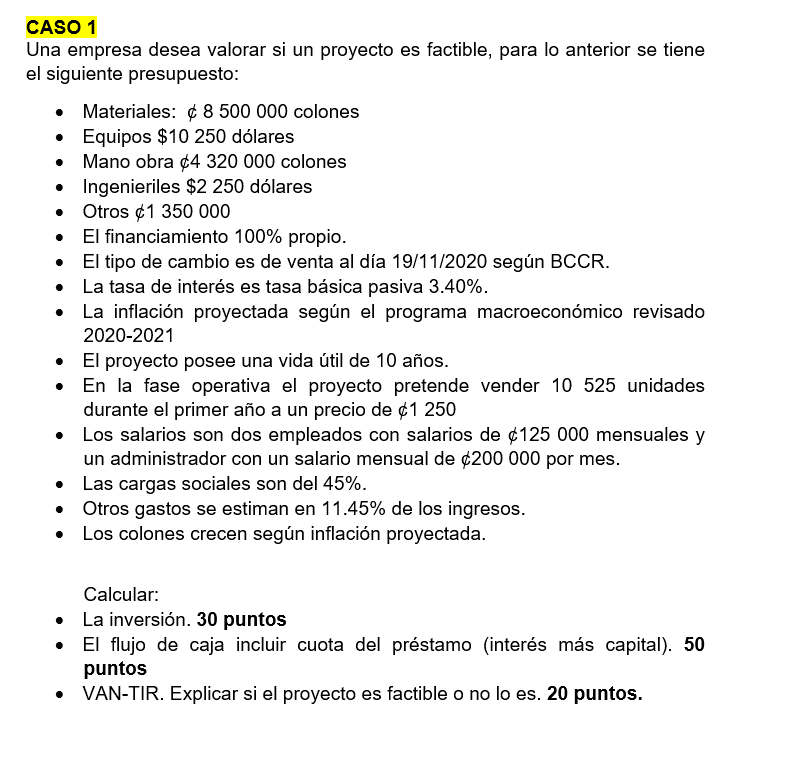 CASO 1
Una empresa desea valorar si un proyecto es factible, para lo anterior se tiene
el siguiente presupuesto:
• Materiales: ₡ 8 500 000 colones
• Equipos $10 250 dólares
• Mano obra ₡4 320 000 colones
• Ingenieriles $2 250 dólares
• Otros ₡1 350 000
• El financiamiento 100% propio.
• El tipo de cambio es de venta al día 19/11/2020 según BCCR.
• La tasa de interés es tasa básica pasiva 3.40%.
• La inflación proyectada según el programa macroeconómico revisado
2020-2021
• El proyecto posee una vida útil de 10 años.
• En la fase operativa el proyecto pretende vender 10 525 unidades
durante el primer año a un precio de ₡1 250
• Los salarios son dos empleados con salarios de ₡125 000 mensuales y
un administrador con un salario mensual de ₡200 000 por mes.
• Las cargas sociales son del 45%.
• Otros gastos se estiman en 11.45% de los ingresos.
• Los colones crecen según inflación proyectada.
Calcular:
• La inversión. 30 puntos
• El flujo de caja incluir cuota del préstamo (interés más capital). 50
puntos
• VAN-TIR. Explicar si el proyecto es factible o no lo es. 20 puntos.